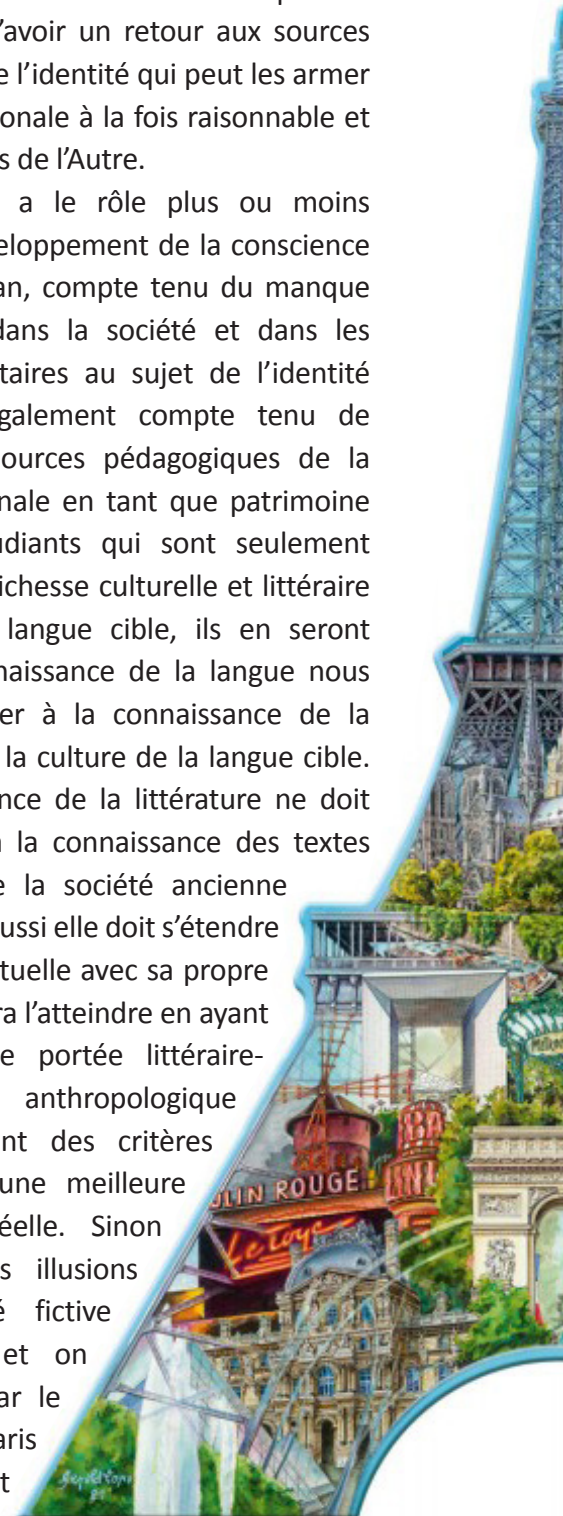 ’avoir un retour aux sources
e l’identité qui peut les armer
onale à la fois raisonnable et
s de l’Autre.
a le rôle plus ou moins
eloppement de la conscience
an, compte tenu du manque
dans la société et dans les
taires au sujet de l’identité
galement compte tenu de
ources pédagogiques de la
nale en tant que patrimoine
udiants qui sont seulement
ichesse culturelle et littéraire
langue cible, ils en seront
naissance de la langue nous
er à la connaissance de la
la culture de la langue cible.
nce de la littérature ne doit
à la connaissance des textes
e la société ancienne
ussi elle doit s’étendre
tuelle avec sa propre
ra l’atteindre en ayant
e portée littéraire-
anthropologique
nt des critères
une meilleure
éelle. Sinon
s illusions
é fictive
et on
ar le
aris
t
OULIN ROUGE